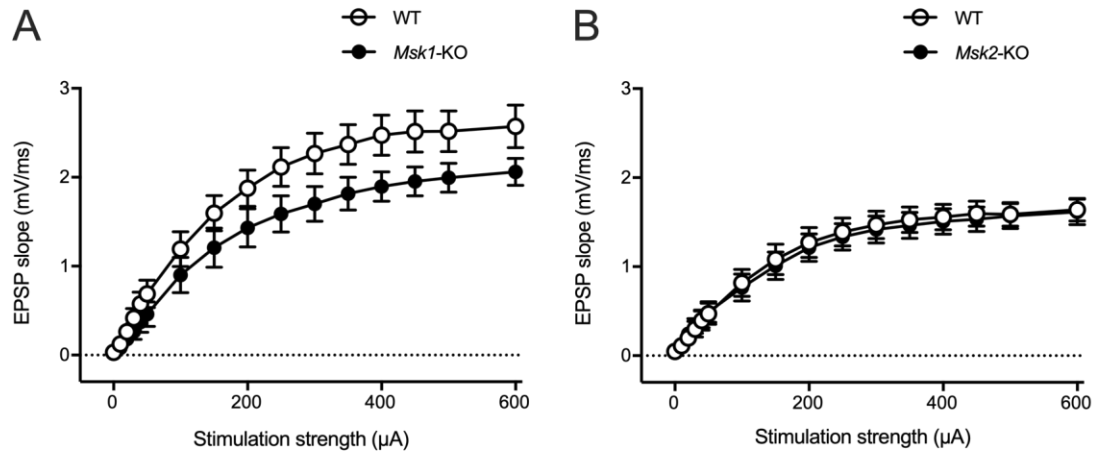 A
WT
Msk1-KO
3
2
1
0
EPSP slope (mV/ms)
0
200
400
600
Stimulation strength (µA)
B
WT
Msk2-KO
3
2
1
0
EPSP slope (mV/ms)
0
200
400
600
Stimulation strength (µA)